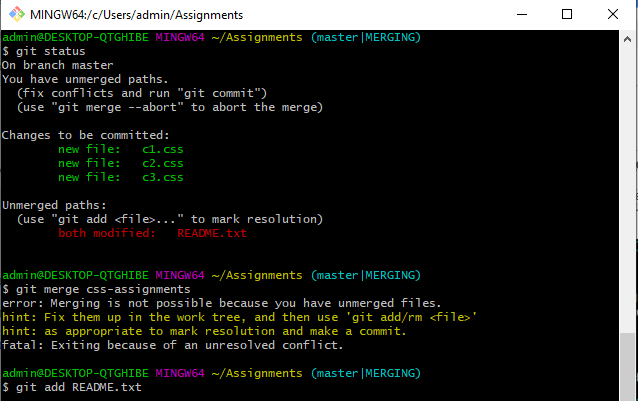 MINGW64:/c/Users/admin/Assignments
admin@DESKTOP-QTGHIBE MINGW64 ~/Assignments (master|MERGING)
$ git status
On branch master
You have unmerged paths.
  (fix conflicts and run "git commit")
  (use "git merge --abort" to abort the merge)

Changes to be committed:
        new file:   c1.css
        new file:   c2.css
        new file:   c3.css

Unmerged paths:
  (use "git add <file>..." to mark resolution)
        both modified:   README.txt

admin@DESKTOP-QTGHIBE MINGW64 ~/Assignments (master|MERGING)
$ git merge css-assignments
error: Merging is not possible because you have unmerged files.
hint: Fix them up in the work tree, and then use 'git add/rm <file>'
hint: as appropriate to mark resolution and make a commit.
fatal: Exiting because of an unresolved conflict.

admin@DESKTOP-QTGHIBE MINGW64 ~/Assignments (master|MERGING)
$ git add README.txt